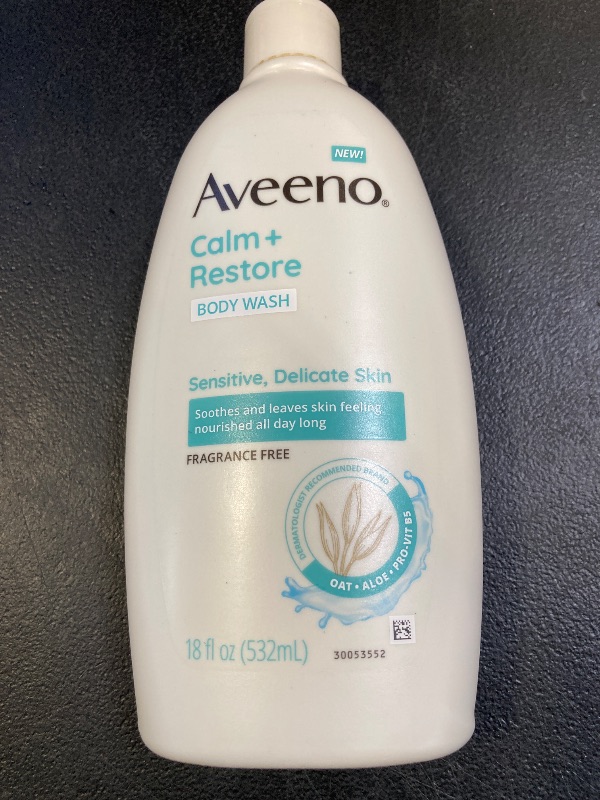 NEW!
Aveeno®
Calm +
Restore
BODY WASH
Sensitive, Delicate Skin
Soothes and leaves skin feeling
nourished all day long
FRAGRANCE FREE
DERMATOLOGIST RECOMMENDED BRAND
OAT • ALOE • PRO-VIT B5
18 fl oz (532mL)
30053552